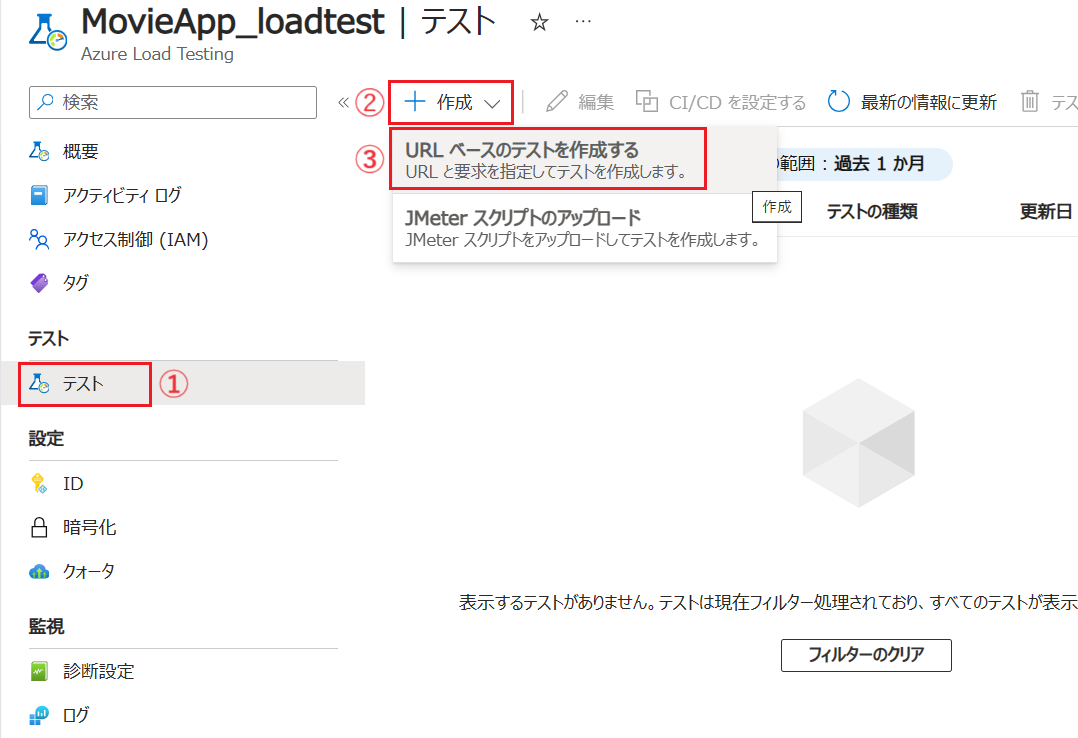 MovieApp_loadtest | テスト ☆ …
Azure Load Testing
検索
« ② + 作成 編集 CI/CD を設定する 最新の情報に更新 テス
③ URL ベースのテストを作成する
URL と要求を指定してテストを作成します。
の範囲 : 過去 1 か月
作成
テストの種類 更新日
JMeter スクリプトのアップロード
JMeter スクリプトをアップロードしてテストを作成します。
概要
アクティビティ ログ
アクセス制御 (IAM)
タグ
テスト
テスト ①
設定
ID
暗号化
クォータ
監視
診断設定
ログ
表示するテストがありません。テストは現在フィルター処理されており、すべてのテストが表示
フィルターのクリア